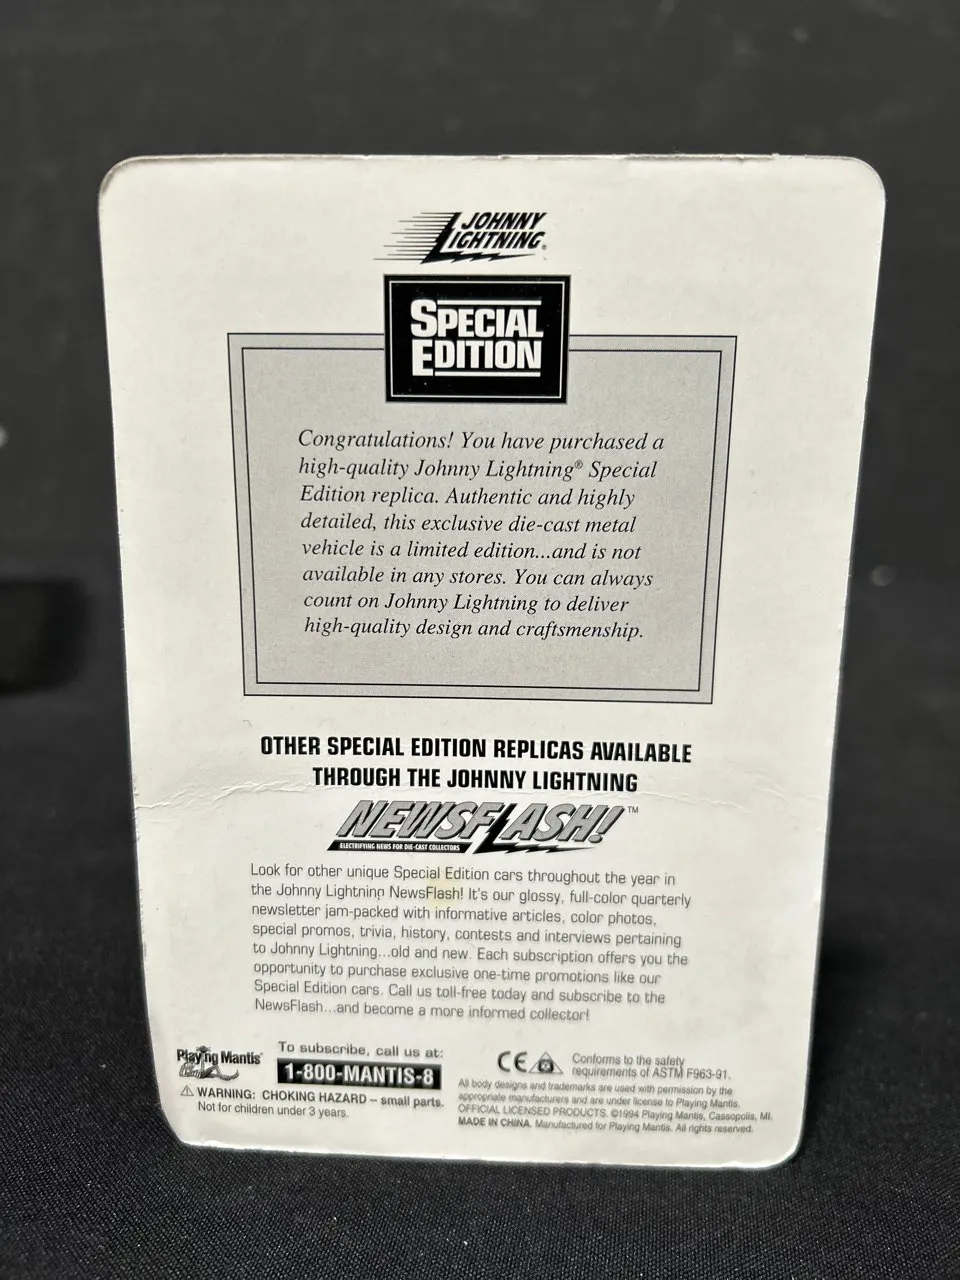 JOHNNY
LIGHTNING®
SPECIAL
EDITION
Congratulations! You have purchased a
high-quality Johnny Lightning® Special
Edition replica. Authentic and highly
detailed, this exclusive die-cast metal
vehicle is a limited edition...and is not
available in any stores. You can always
count on Johnny Lightning to deliver
high-quality design and craftsmenship.
OTHER SPECIAL EDITION REPLICAS AVAILABLE
THROUGH THE JOHNNY LIGHTNING
NEWSFLASH!™
ELECTRIFYING NEWS FOR DIE-CAST COLLECTORS
Look for other unique Special Edition cars throughout the year in
the Johnny Lightning NewsFlash! It's our glossy, full-color quarterly
newsletter jam-packed with informative articles, color photos,
special promos, trivia, history, contests and interviews pertaining
to Johnny Lightning...old and new. Each subscription offers you the
opportunity to purchase exclusive one-time promotions like our
Special Edition cars. Call us toll-free today and subscribe to the
NewsFlash...and become a more informed collector!
Playing Mantis®
To subscribe, call us at:
1-800-MANTIS-8
⚠ WARNING: CHOKING HAZARD – small parts.
Not for children under 3 years.
CE
Conforms to the safety
requirements of ASTM F963-91.
All body designs and trademarks are used with permission by the
appropriate manufacturers and are under license to Playing Mantis.
OFFICIAL LICENSED PRODUCTS. ©1994 Playing Mantis, Cassopolis, MI.
MADE IN CHINA. Manufactured for Playing Mantis. All rights reserved.